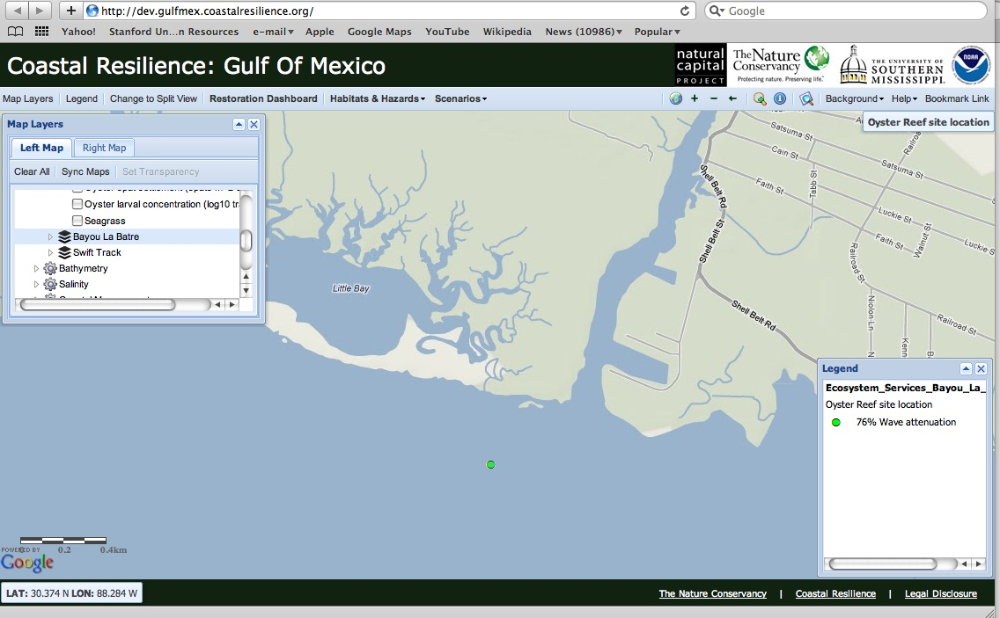 http://dev.gulfmex.coastalresilience.org/
Google
Yahoo! Stanford Un...n Resources e-mail Apple Google Maps YouTube Wikipedia News (10986) Popular
Coastal Resilience: Gulf Of Mexico
natural
capital
PROJECT
The Nature
Conservancy
Protecting nature. Preserving life.™
THE UNIVERSITY OF
SOUTHERN
MISSISSIPPI.
NOAA
Map Layers Legend Change to Split View Restoration Dashboard Habitats & Hazards Scenarios
Background Help Bookmark Link
Oyster Reef site location
Map Layers
Left Map Right Map
Clear All Sync Maps Set Transparency
Oyster larval concentration (log10 tr
Seagrass
Bayou La Batre
Swift Track
Bathymetry
Salinity
Little Bay
Shell Belt Rd
Shell Belt St
Shell Belt Rd
Satsuma St
Satsuma St
Cain St
Faith St
Faith St
Tabb St
Luckie St
Luckie S
Walnut St
Railroa
Railroad St
Railroad St
Niolon Ln
N
Kenn
B
Legend
Ecosystem_Services_Bayou_La_
Oyster Reef site location
76% Wave attenuation
0.2 0.4km
POWERED BY
Google
LAT: 30.374 N LON: 88.284 W
The Nature Conservancy | Coastal Resilience | Legal Disclosure